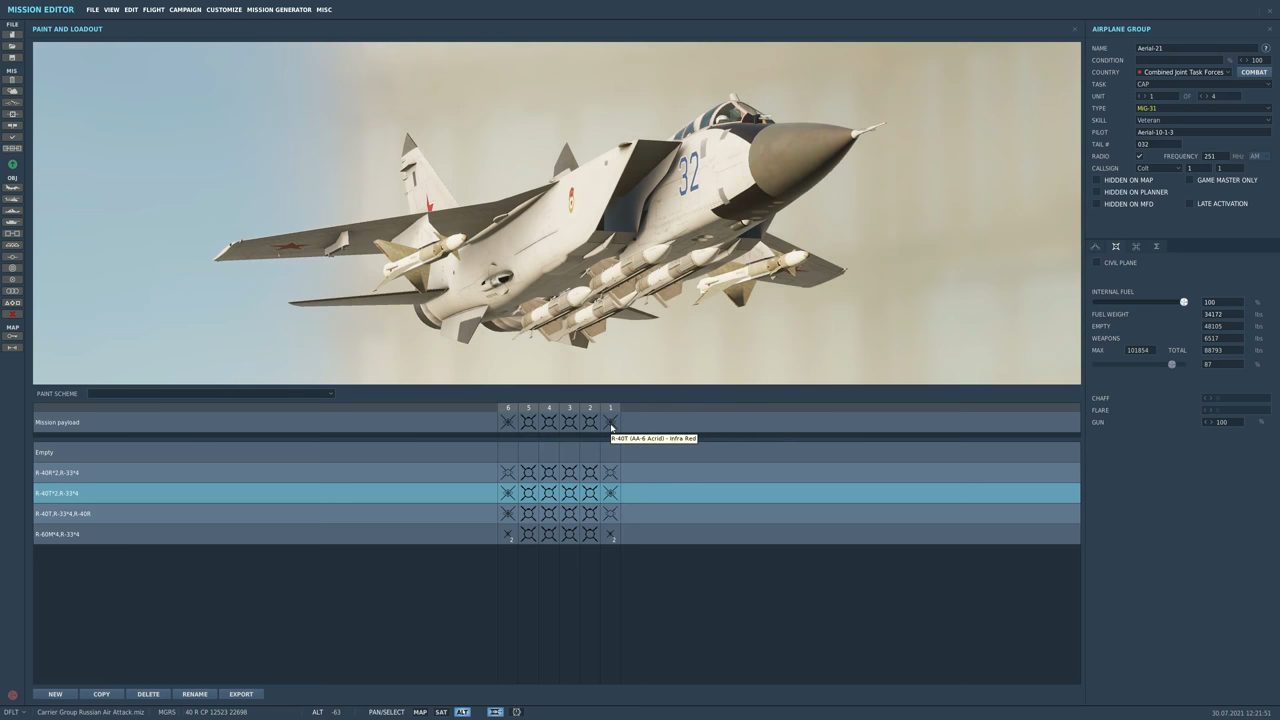 MISSION EDITOR FILE VIEW EDIT FLIGHT CAMPAIGN CUSTOMIZE MISSION GENERATOR MISC
FILE
MIS
OBJ
MAP
PAINT AND LOADOUT
32
PAINT SCHEME
6 5 4 3 2 1
Mission payload
R-40T (AA-6 Acrid) - Infra Red
Empty
R-40R*2,R-33*4
R-40T*2,R-33*4
R-40T,R-33*4,R-40R
R-60M*4,R-33*4 2 2
NEW COPY DELETE RENAME EXPORT
AIRPLANE GROUP
NAME Aerial-21 ?
CONDITION % < > 100
COUNTRY Combined Joint Task Forces COMBAT
TASK CAP
UNIT < > 1 OF < > 4
TYPE MiG-31
SKILL Veteran
PILOT Aerial-10-1-3
TAIL # 032
RADIO FREQUENCY 251 MHz AM
CALLSIGN Colt 1 1
HIDDEN ON MAP GAME MASTER ONLY
HIDDEN ON PLANNER
HIDDEN ON MFD LATE ACTIVATION
CIVIL PLANE
INTERNAL FUEL
100 %
FUEL WEIGHT 34172 lbs
EMPTY 48105 lbs
WEAPONS 6517 lbs
MAX 101854 TOTAL 88793 lbs
87 %
CHAFF < > 0
FLARE < > 0
GUN < > 100 %
DFLT Carrier Group Russian Air Attack.miz MGRS 40 R CP 12523 22698 ALT -63 PAN/SELECT MAP SAT ALT 30.07.2021 12:21:51